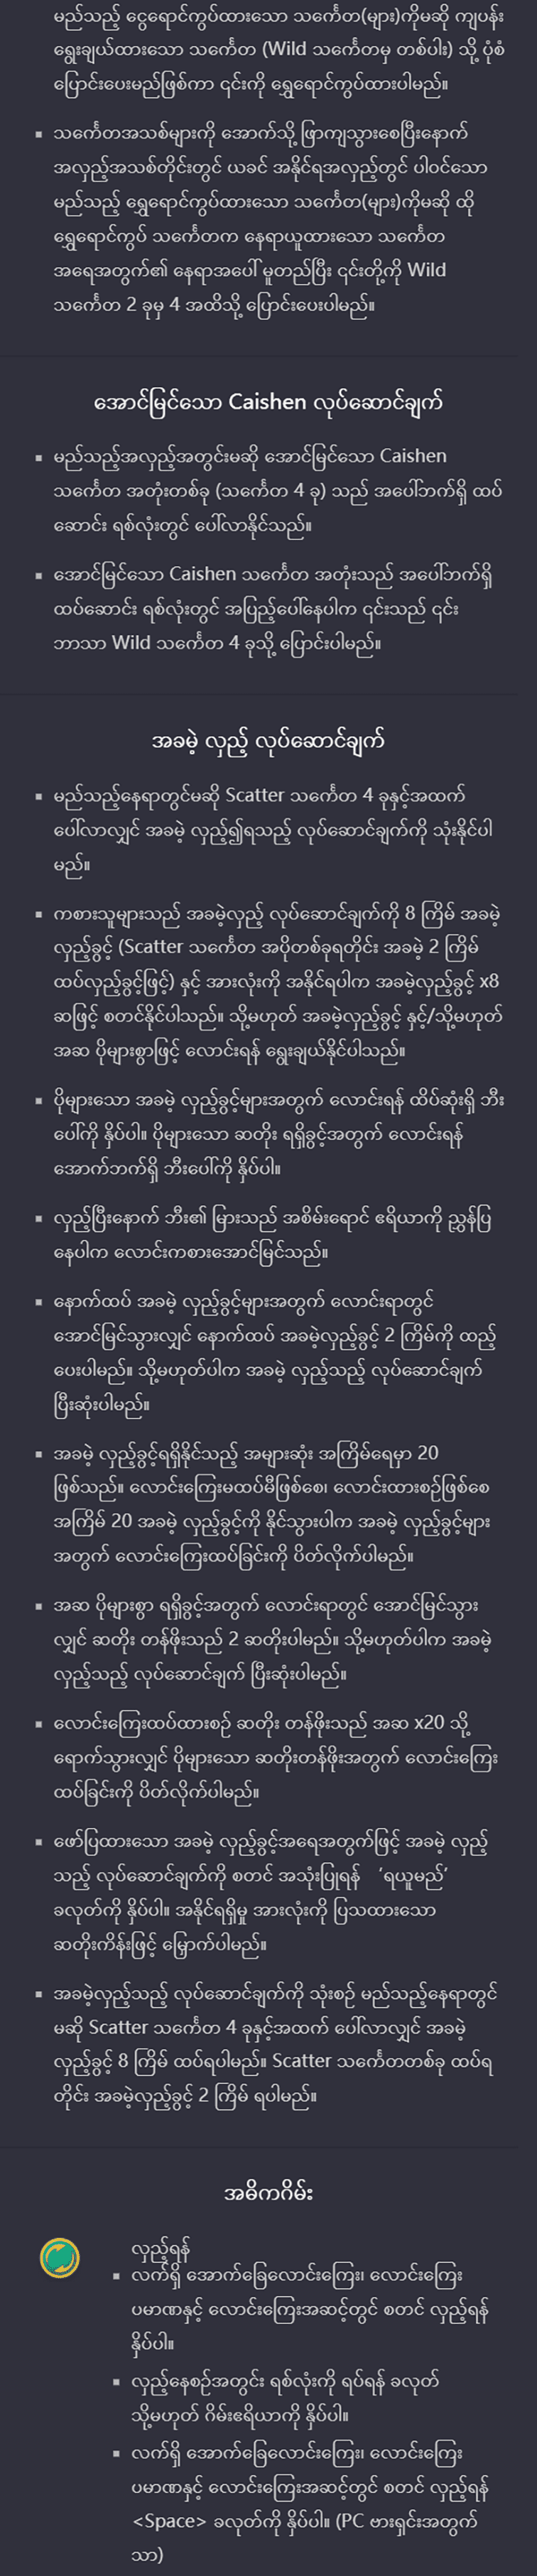 မည်သည့် ငွေရောင်ကွပ်ထားသော သင်္ကေတ(များ)ကိုမဆို ကျပန်း
ရွေးချယ်ထားသော သင်္ကေတ (Wild သင်္ကေတမှ တစ်ပါး) သို့ ပုံစံ
ပြောင်းပေးမည်ဖြစ်ကာ ၎င်းကို ရွှေရောင်ကွပ်ထားပါမည်။
▪ သင်္ကေတအသစ်များကို အောက်သို့ ဖြာကျသွားစေပြီးနောက်
အလှည့်အသစ်တိုင်းတွင် ယခင် အနိုင်ရအလှည့်တွင် ပါဝင်သော
မည်သည့် ရွှေရောင်ကွပ်ထားသော သင်္ကေတ(များ)ကိုမဆို ထို
ရွှေရောင်ကွပ် သင်္ကေတက နေရာယူထားသော သင်္ကေတ
အရေအတွက်၏ နေရာအပေါ် မူတည်ပြီး ၎င်းတို့ကို Wild
သင်္ကေတ 2 ခုမှ 4 အထိသို့ ပြောင်းပေးပါမည်။
အောင်မြင်သော Caishen လုပ်ဆောင်ချက်
▪ မည်သည့်အလှည့်အတွင်းမဆို အောင်မြင်သော Caishen
သင်္ကေတ အတုံးတစ်ခု (သင်္ကေတ 4 ခု) သည် အပေါ်ဘက်ရှိ ထပ်
ဆောင်း ရစ်လုံးတွင် ပေါ်လာနိုင်သည်။
▪ အောင်မြင်သော Caishen သင်္ကေတ အတုံးသည် အပေါ်ဘက်ရှိ
ထပ်ဆောင်း ရစ်လုံးတွင် အပြည့်ပေါ်နေပါက ၎င်းသည် ၎င်း
ဘာသာ Wild သင်္ကေတ 4 ခုသို့ ပြောင်းပါမည်။
အခမဲ့ လှည့် လုပ်ဆောင်ချက်
▪ မည်သည့်နေရာတွင်မဆို Scatter သင်္ကေတ 4 ခုနှင့်အထက်
ပေါ်လာလျှင် အခမဲ့ လှည့်၍ရသည့် လုပ်ဆောင်ချက်ကို သုံးနိုင်ပါ
မည်။
▪ ကစားသူများသည် အခမဲ့လှည့် လုပ်ဆောင်ချက်ကို 8 ကြိမ် အခမဲ့
လှည့်ခွင့် (Scatter သင်္ကေတ အပိုတစ်ခုရတိုင်း အခမဲ့ 2 ကြိမ်
ထပ်လှည့်ခွင့်ဖြင့်) နှင့် အားလုံးကို အနိုင်ရပါက အခမဲ့လှည့်ခွင့် x8
ဆဖြင့် စတင်နိုင်ပါသည်။ သို့မဟုတ် အခမဲ့လှည့်ခွင့် နှင့်/သို့မဟုတ်
အဆ ပိုများစွာဖြင့် လောင်းရန် ရွေးချယ်နိုင်ပါသည်။
▪ ပိုများသော အခမဲ့ လှည့်ခွင့်များအတွက် လောင်းရန် ထိပ်ဆုံးရှိ ဘီး
ပေါ်ကို နှိပ်ပါ။ ပိုများသော ဆတိုး ရရှိခွင့်အတွက် လောင်းရန်
အောက်ဘက်ရှိ ဘီးပေါ်ကို နှိပ်ပါ။
▪ လှည့်ပြီးနောက် ဘီး၏ မြားသည် အစိမ်းရောင် ဧရိယာကို ညွှန်ပြ
နေပါက လောင်းကစားအောင်မြင်သည်။
▪ နောက်ထပ် အခမဲ့ လှည့်ခွင့်များအတွက် လောင်းရာတွင်
အောင်မြင်သွားလျှင် နောက်ထပ် အခမဲ့လှည့်ခွင့် 2 ကြိမ်ကို ထည့်
ပေးပါမည်။ သို့မဟုတ်ပါက အခမဲ့ လှည့်သည့် လုပ်ဆောင်ချက်
ပြီးဆုံးပါမည်။
▪ အခမဲ့ လှည့်ခွင့်ရရှိနိုင်သည့် အများဆုံး အကြိမ်ရေမှာ 20
ဖြစ်သည်။ လောင်းကြေးမထပ်မီဖြစ်စေ၊ လောင်းထားစဉ်ဖြစ်စေ
အကြိမ် 20 အခမဲ့ လှည့်ခွင့်ကို နိုင်သွားပါက အခမဲ့ လှည့်ခွင့်များ
အတွက် လောင်းကြေးထပ်ခြင်းကို ပိတ်လိုက်ပါမည်။
▪ အဆ ပိုများစွာ ရရှိခွင့်အတွက် လောင်းရာတွင် အောင်မြင်သွား
လျှင် ဆတိုး တန်ဖိုးသည် 2 ဆတိုးပါမည်။ သို့မဟုတ်ပါက အခမဲ့
လှည့်သည့် လုပ်ဆောင်ချက် ပြီးဆုံးပါမည်။
▪ လောင်းကြေးထပ်ထားစဉ် ဆတိုး တန်ဖိုးသည် အဆ x20 သို့
ရောက်သွားလျှင် ပိုများသော ဆတိုးတန်ဖိုးအတွက် လောင်းကြေး
ထပ်ခြင်းကို ပိတ်လိုက်ပါမည်။
▪ ဖော်ပြထားသော အခမဲ့ လှည့်ခွင့်အရေအတွက်ဖြင့် အခမဲ့ လှည့်
သည့် လုပ်ဆောင်ချက်ကို စတင် အသုံးပြုရန် ‘ရယူမည်’
ခလုတ်ကို နှိပ်ပါ။ အနိုင်ရရှိမှု အားလုံးကို ပြသထားသော
ဆတိုးကိန်းဖြင့် မြှောက်ပါမည်။
▪ အခမဲ့လှည့်သည့် လုပ်ဆောင်ချက်ကို သုံးစဉ် မည်သည့်နေရာတွင်
မဆို Scatter သင်္ကေတ 4 ခုနှင့်အထက် ပေါ်လာလျှင် အခမဲ့
လှည့်ခွင့် 8 ကြိမ် ထပ်ရပါမည်။ Scatter သင်္ကေတတစ်ခု ထပ်ရ
တိုင်း အခမဲ့လှည့်ခွင့် 2 ကြိမ် ရပါမည်။
အဓိကဂိမ်း
လှည့်ရန်
▪ လက်ရှိ အောက်ခြေလောင်းကြေး၊ လောင်းကြေး
ပမာဏနှင့် လောင်းကြေးအဆင့်တွင် စတင် လှည့်ရန်
နှိပ်ပါ။
▪ လှည့်နေစဉ်အတွင်း ရစ်လုံးကို ရပ်ရန် ခလုတ်
သို့မဟုတ် ဂိမ်းဧရိယာကို နှိပ်ပါ။
▪ လက်ရှိ အောက်ခြေလောင်းကြေး၊ လောင်းကြေး
ပမာဏနှင့် လောင်းကြေးအဆင့်တွင် စတင် လှည့်ရန်
<Space> ခလုတ်ကို နှိပ်ပါ။ (PC ဗားရှင်းအတွက်
သာ)